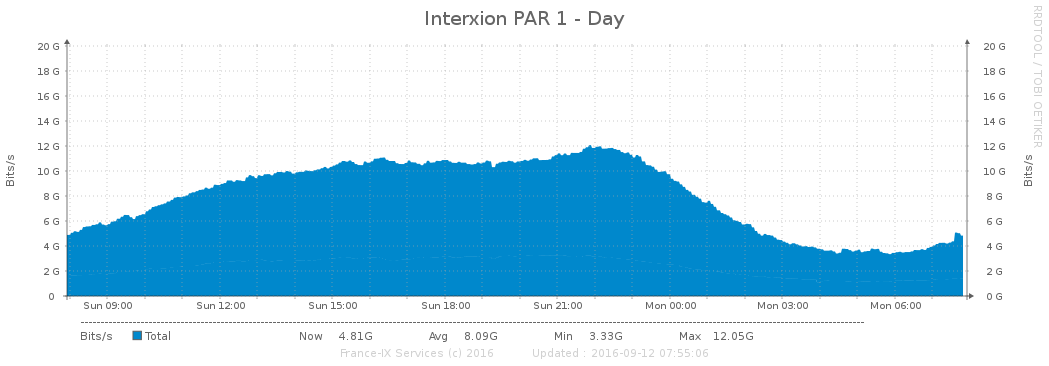 Interxion PAR 1 - Day
RRDTOOL / TOBI OETIKER
Bits/s
20 G 20 G
18 G 18 G
16 G 16 G
14 G 14 G
12 G 12 G
10 G 10 G
8 G 8 G
6 G 6 G
4 G 4 G
2 G 2 G
0 0 G
Bits/s
Sun 09:00 Sun 12:00 Sun 15:00 Sun 18:00 Sun 21:00 Mon 00:00 Mon 03:00 Mon 06:00
Bits/s Total Now 4.81G Avg 8.09G Min 3.33G Max 12.05G
France-IX Services (c) 2016 Updated : 2016-09-12 07:55:06